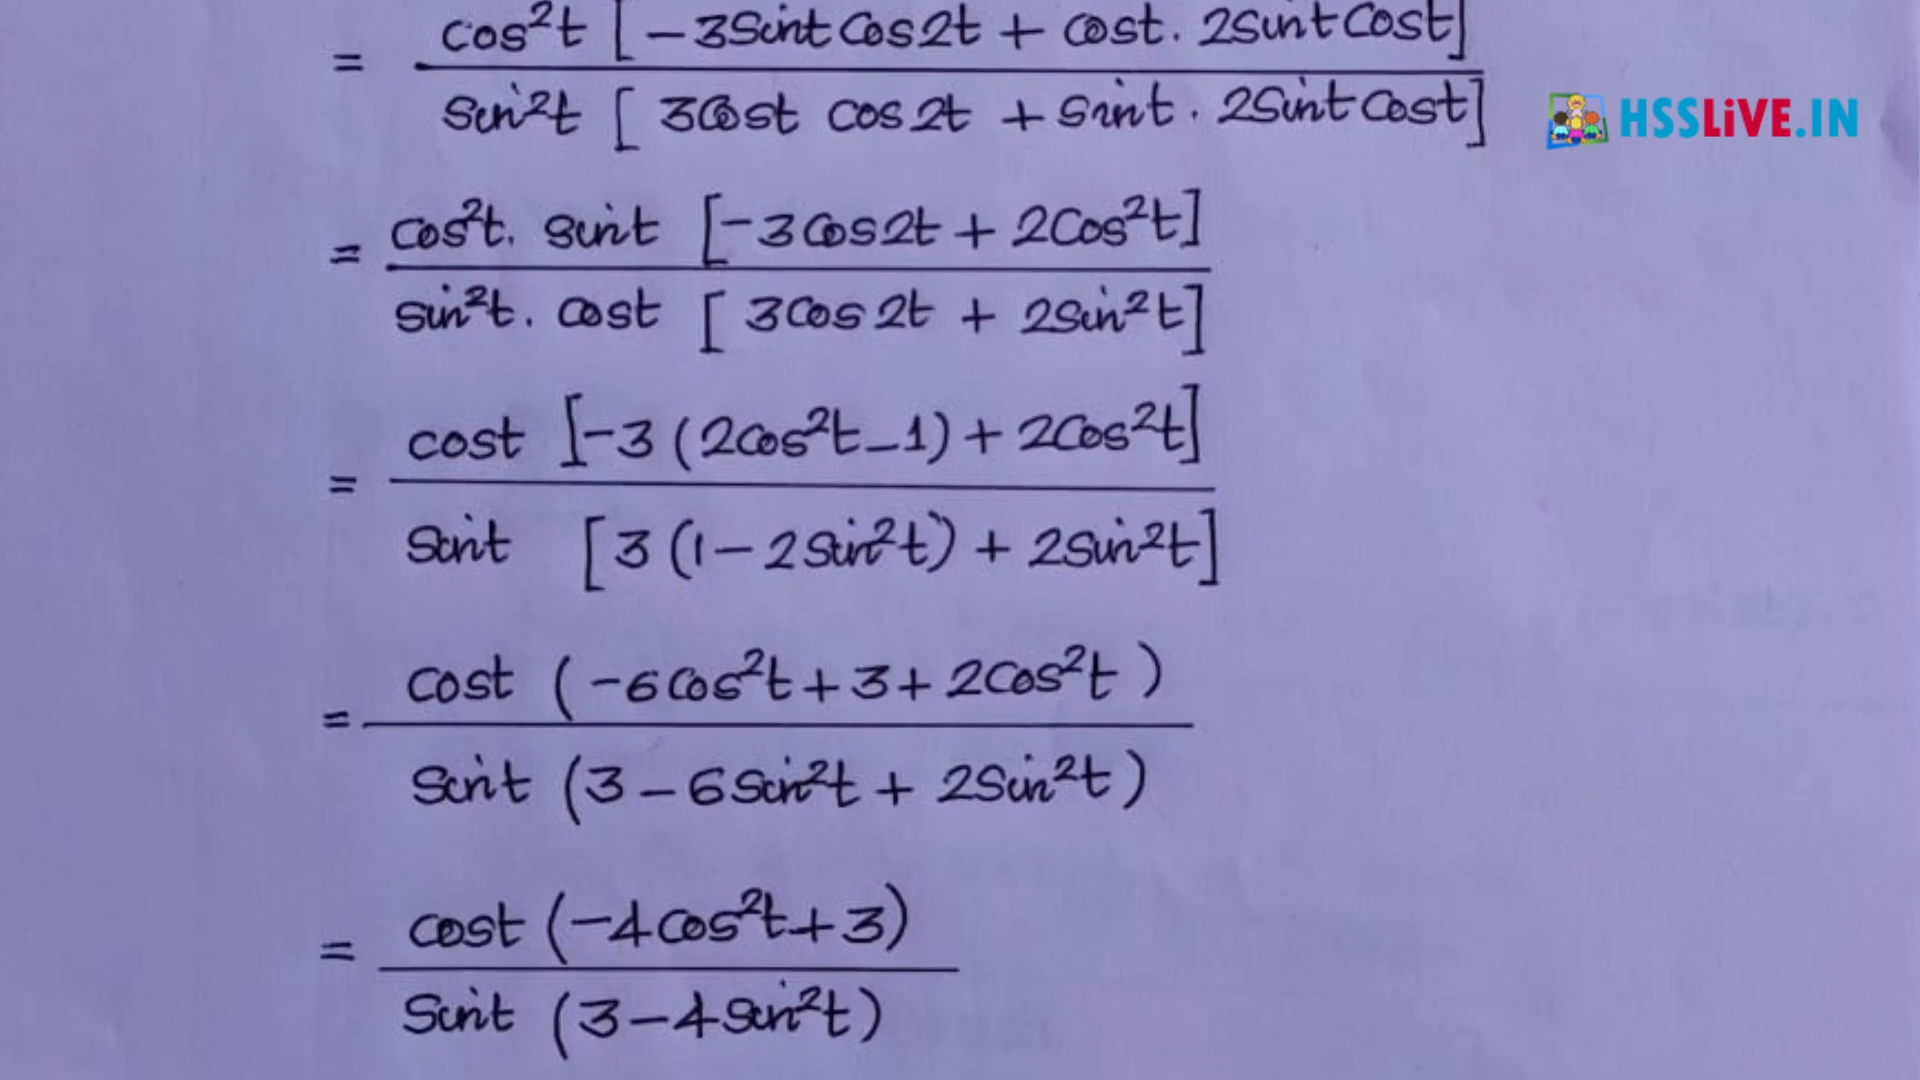 = cos²t [-3Sint Cos2t + cost. 2Sint Cost]
Sin²t [3Cost cos2t + Sint. 2Sint Cost]
HSSLiVE.IN
= cos²t. sint [-3Cos2t + 2Cos²t]
sin²t. cost [3Cos2t + 2Sin²t]
= cost [-3(2cos²t-1) + 2Cos²t]
Sint [3(1-2Sin²t) + 2Sin²t]
= cost (-6Cos²t+3+2Cos²t)
Sint (3-6Sin²t + 2Sin²t)
= cost (-4cos²t+3)
Sint (3-4Sin²t)